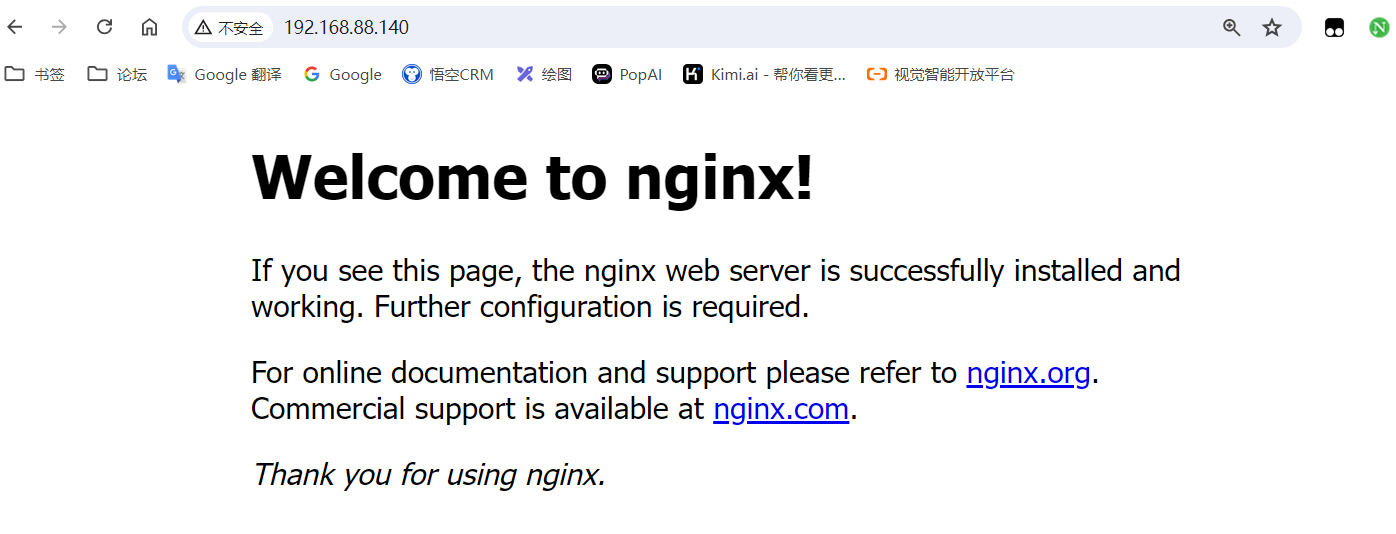 不安全 192.168.88.140
书签 论坛 Google 翻译 Google 悟空CRM 绘图 PopAI Kimi.ai - 帮你看更... 视觉智能开放平台
Welcome to nginx!
If you see this page, the nginx web server is successfully installed and
working. Further configuration is required.
For online documentation and support please refer to nginx.org.
Commercial support is available at nginx.com.
Thank you for using nginx.